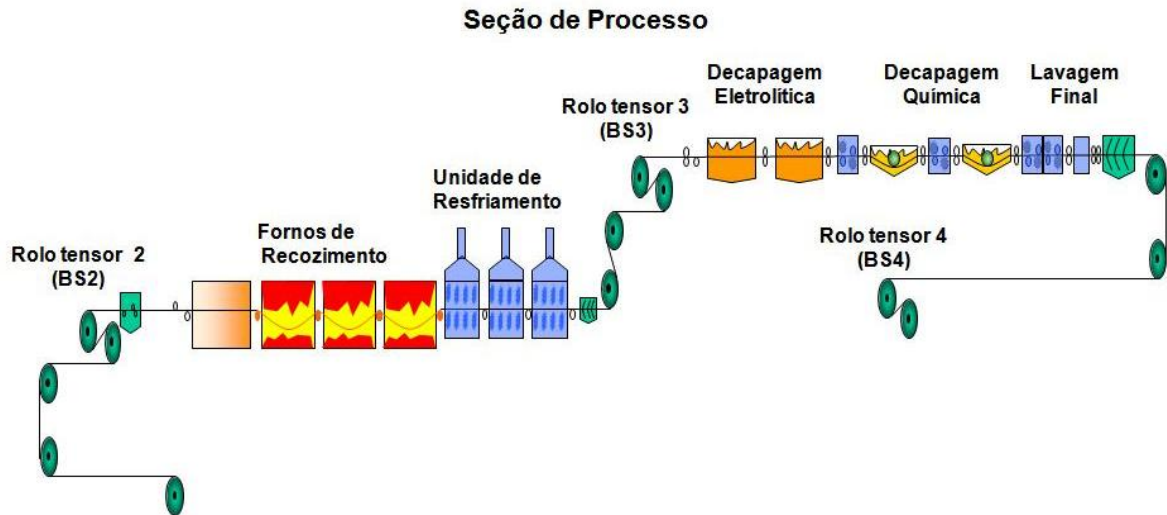 Seção de Processo
Decapagem
Eletrolítica
Decapagem
Química
Lavagem
Final
Rolo tensor 3
(BS3)
Unidade de
Resfriamento
Fornos de
Recozimento
Rolo tensor 2
(BS2)
Rolo tensor 4
(BS4)